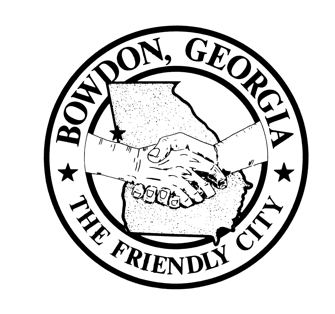 BOWDON, GEORGIA
THE FRIENDLY CITY